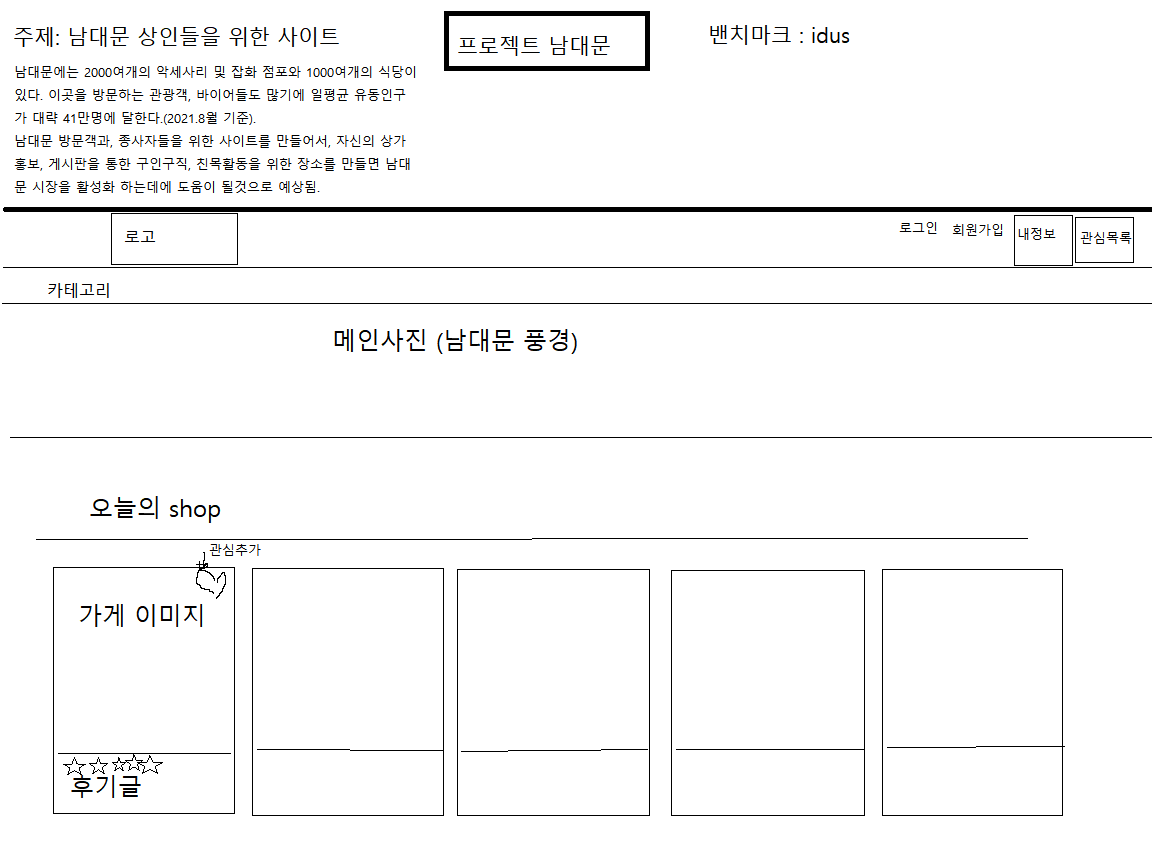 주제: 남대문 상인들을 위한 사이트
프로젝트 남대문
벤치마크 : idus
남대문에는 2000여개의 악세사리 및 잡화 점포와 1000여개의 식당이
있다. 이곳을 방문하는 관광객, 바이어들도 많기에 일평균 유동인구
가 대략 41만명에 달한다.(2021.8월 기준).
남대문 방문객과, 종사자들을 위한 사이트를 만들어서, 자신의 상가
홍보, 게시판을 통한 구인구직, 친목활동을 위한 장소를 만들면 남대
문 시장을 활성화 하는데에 도움이 될것으로 예상됨.
로고
로그인
회원가입
내정보
관심목록
카테고리
메인사진 (남대문 풍경)
오늘의 shop
관심추가
가게 이미지
후기글